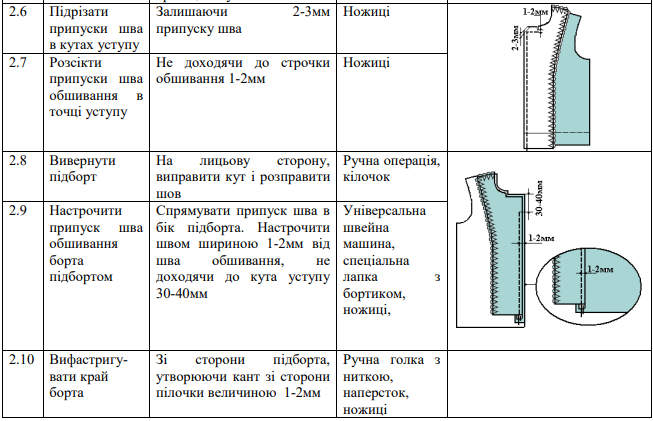 2.6 Підрізати Залишаючи 2-3мм Ножиці
припуски шва припуску шва
в кутах уступу
2.7 Розсікти Не доходячи до строчки Ножиці
припуски шва обшивання 1-2мм
обшивання в
точці уступу
1-2мм
2-3мм
2.8 Вивернути На лицьову сторону, Ручна операція,
підборт виправити кут і розправити кілочок
шов
2.9 Настрочити Спрямувати припуск шва в Універсальна
припуск шва бік підборта. Настрочити швейна
обшивання швом шириною 1-2мм від машина,
борта шва обшивання, не спеціальна
підбортом доходячи до кута уступу лапка з
30-40мм бортиком,
ножиці,
30-40мм
1-2мм
1-2мм
2.10 Вифастригу- Зі сторони підборта, Ручна голка з
вати край утворюючи кант зі сторони ниткою,
борта пілочки величиною 1-2мм наперсток,
ножиці